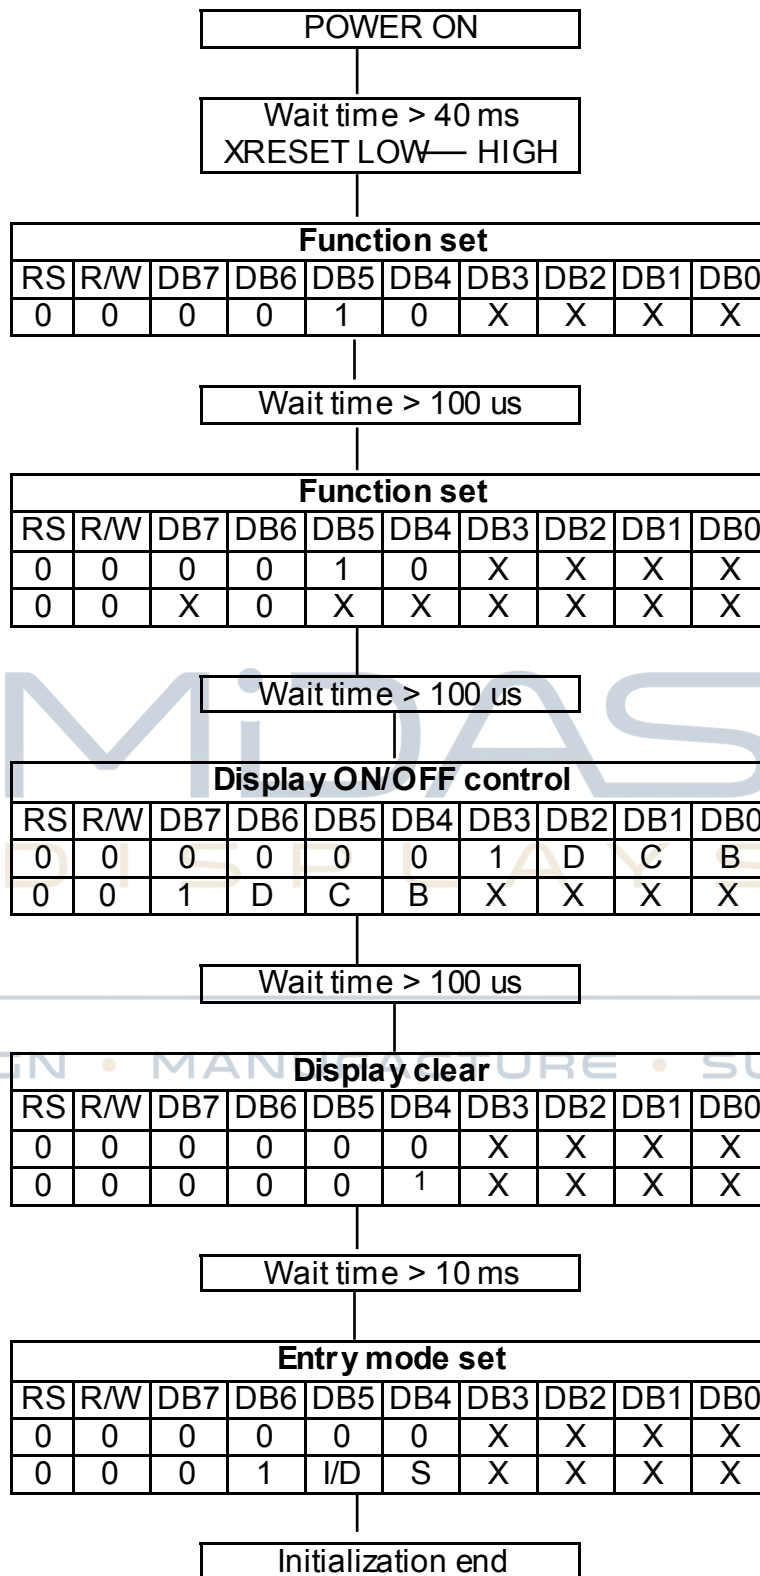 POWER ON
Wait time > 40 ms
XRESET LOW── HIGH
Function set
RS R/W DB7 DB6 DB5 DB4 DB3 DB2 DB1 DB0
0 0 0 0 1 0 X X X X
Wait time > 100 us
Function set
RS R/W DB7 DB6 DB5 DB4 DB3 DB2 DB1 DB0
0 0 0 0 1 0 X X X X
0 0 X 0 X X X X X X
Wait time > 100 us
MiDAS
Display ON/OFF control
RS R/W DB7 DB6 DB5 DB4 DB3 DB2 DB1 DB0
0 0 0 0 0 0 1 D C B
DISPLAYS
0 0 1 D C B X X X X
Wait time > 100 us
Display clear
MANUFACTURE •
RS R/W DB7 DB6 DB5 DB4 DB3 DB2 DB1 DB0
0 0 0 0 0 0 X X X X
0 0 0 0 0 1 X X X X
Wait time > 10 ms
Entry mode set
RS R/W DB7 DB6 DB5 DB4 DB3 DB2 DB1 DB0
0 0 0 0 0 0 X X X X
0 0 0 1 I/D S X X X X
Initialization end